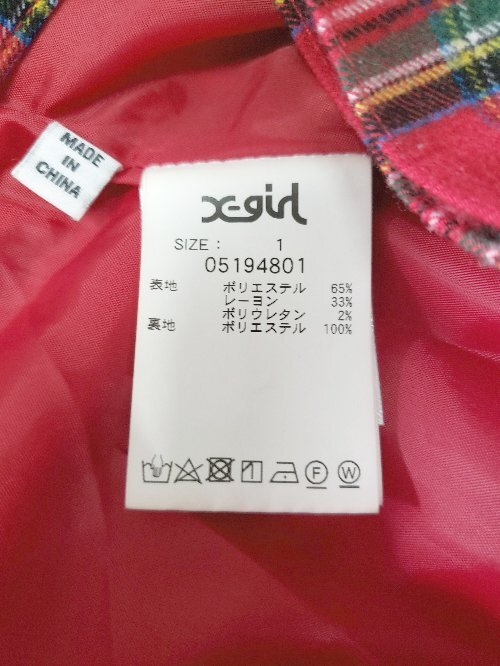 MADE
IN
CHINA
X-girl
SIZE : 1
05194801
表地 ポリエステル 65%
レーヨン 33%
ポリウレタン 2%
裏地 ポリエステル 100%
F W